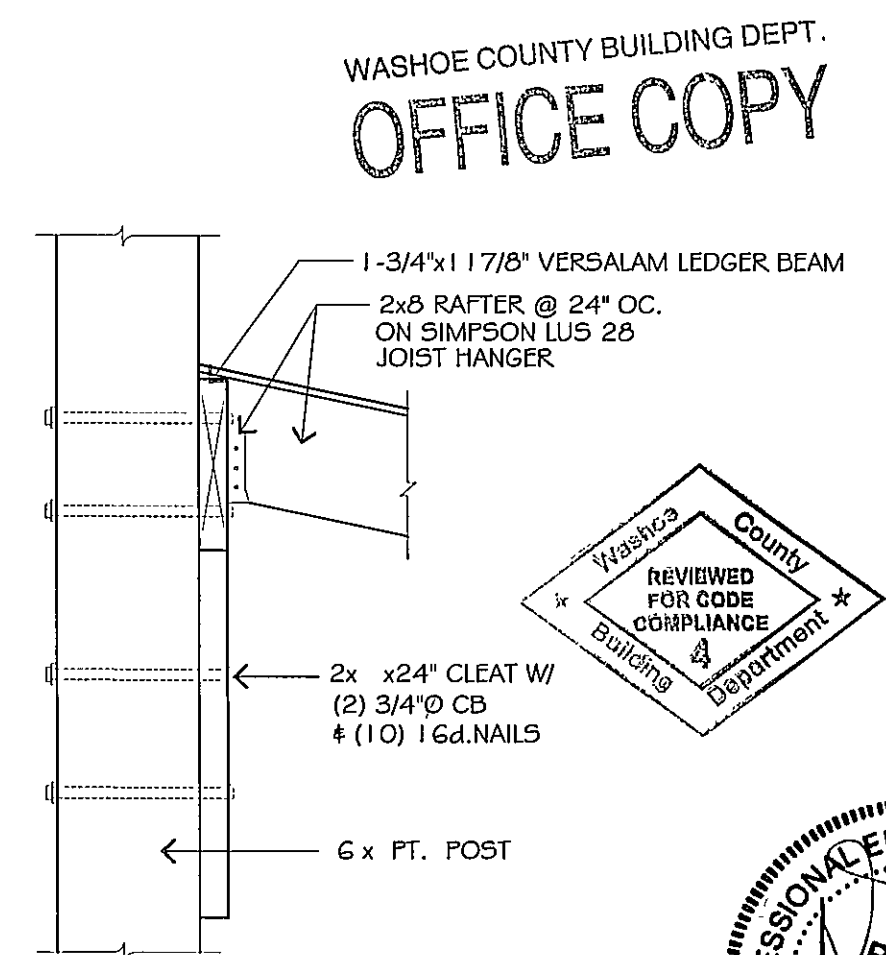 WASHOE COUNTY BUILDING DEPT.
OFFICE COPY
1-3/4"x11 7/8" VERSALAM LEDGER BEAM
2x8 RAFTER @ 24" OC.
ON SIMPSON LUS 28
JOIST HANGER
Washoe County
REVIEWED
FOR CODE
COMPLIANCE
4
Building Department
2x x24" CLEAT W/
(2) 3/4"Ø CB
& (10) 16d.NAILS
6 x PT. POST